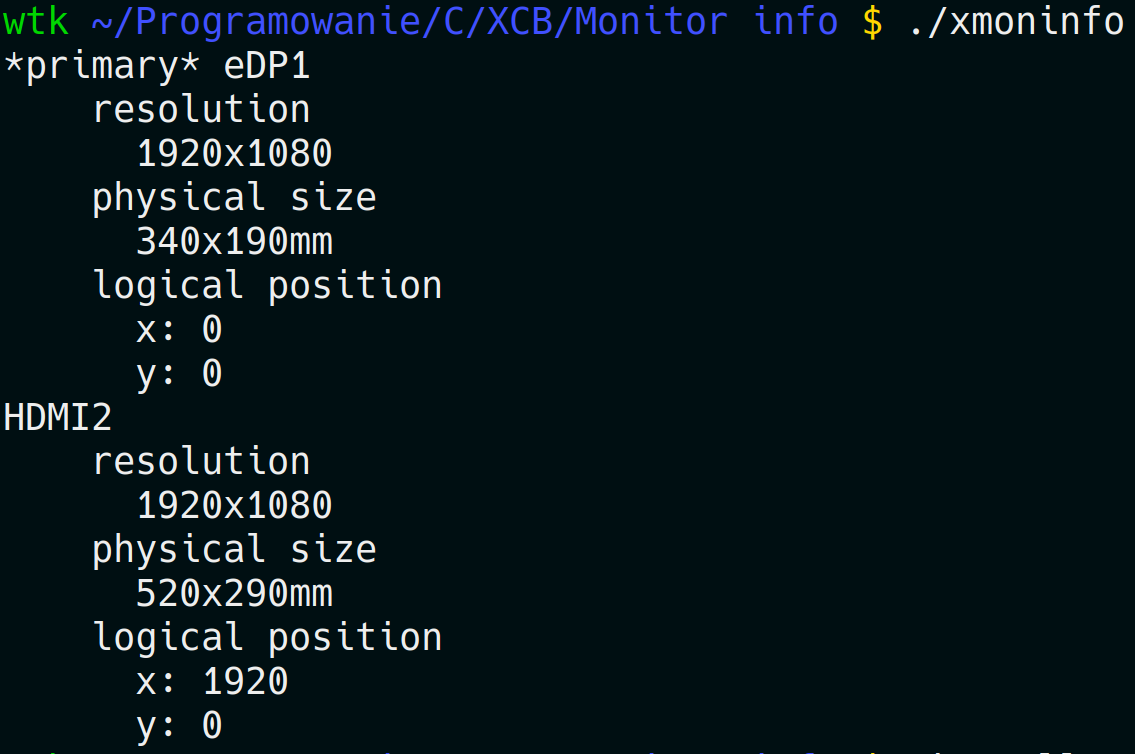 wtk ~/Programowanie/C/XCB/Monitor info $ ./xmoninfo
*primary* eDP1
resolution
1920x1080
physical size
340x190mm
logical position
x: 0
y: 0
HDMI2
resolution
1920x1080
physical size
520x290mm
logical position
x: 1920
y: 0